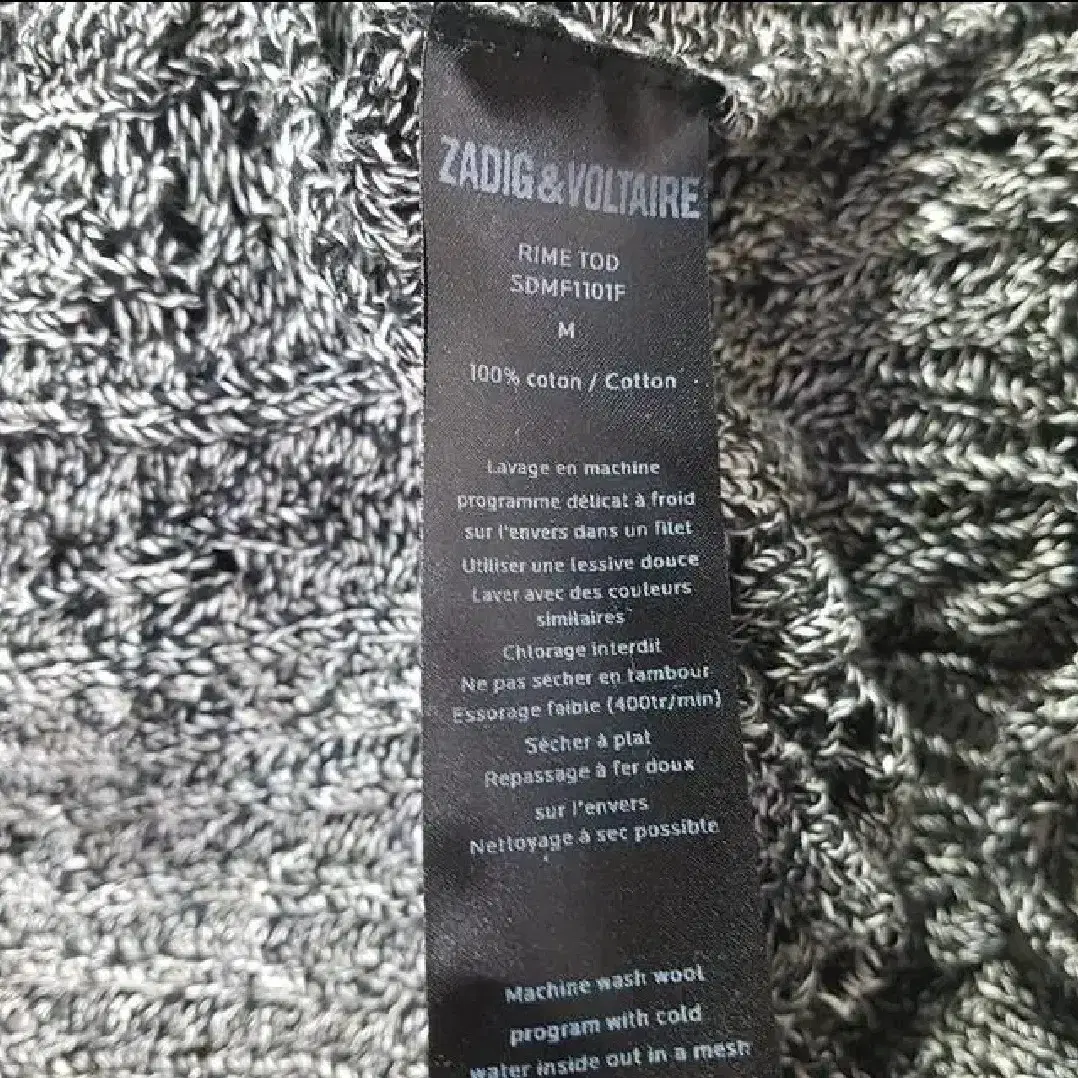 ZADIG&VOLTAIRE
RIME TOD
SDMF1101F
M
100% coton / Cotton
Lavage en machine
programme délicat à froid
sur l'envers dans un filet
Utiliser une lessive douce
Laver avec des couleurs
similaires
Chlorage interdit
Ne pas sécher en tambour
Essorage faible (400tr/min)
Sécher à plat
Repassage à fer doux
sur l'envers
Nettoyage à sec possible
Machine wash wool
program with cold
water inside out in a mesh